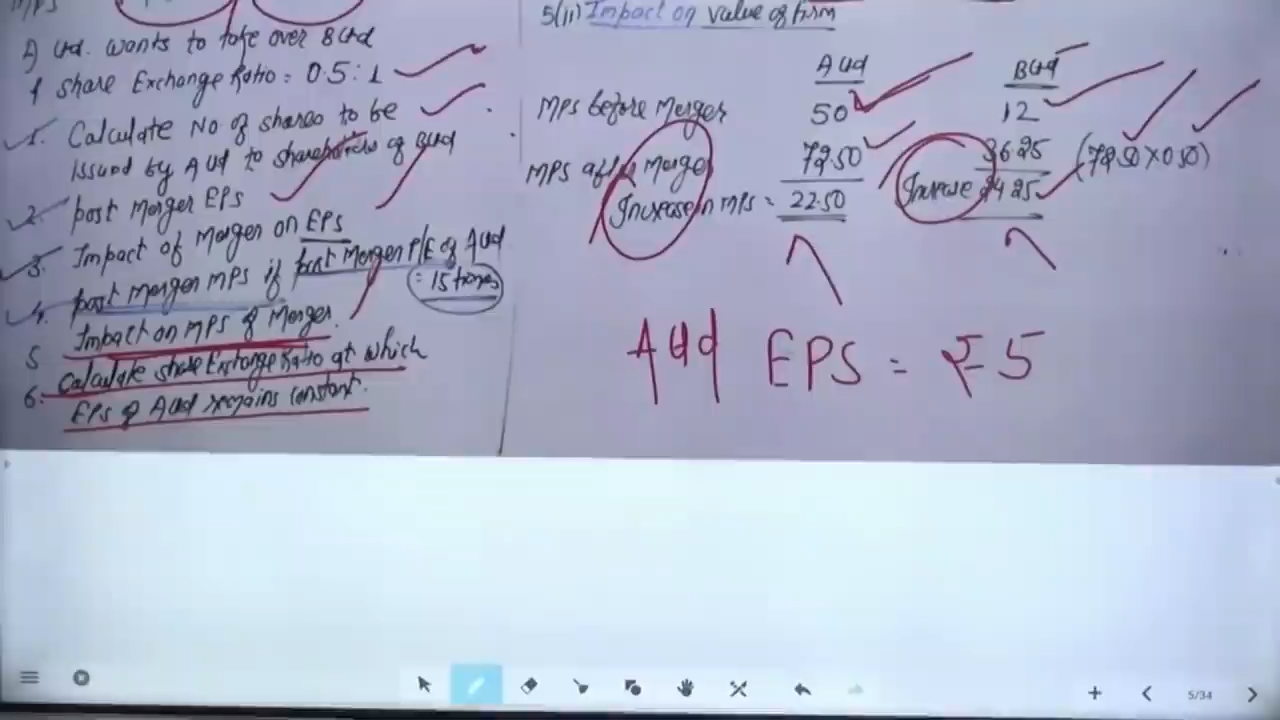 MPS
A Ltd. wants to take over B Ltd
share Exchange Ratio = 0.5 : 1
1. Calculate No of shares to be
issued by A Ltd to shareholders of B Ltd
2. post Merger EPS
3. Impact of Merger on EPS
4. post merger MPS if post Merger P/E of A Ltd
= 15 times
5 Impact on MPS of Merger.
6. Calculate share Exchange Ratio at which
EPS of A Ltd remains constant.
5(ii) Impact on value of firm
A Ltd B Ltd
MPS before Merger 50 12
MPS after Merger 72.50 36.25 (72.50 x 0.50)
Increase in MPS = 22.50 Increase 24.25
A Ltd EPS = ₹5
5/34